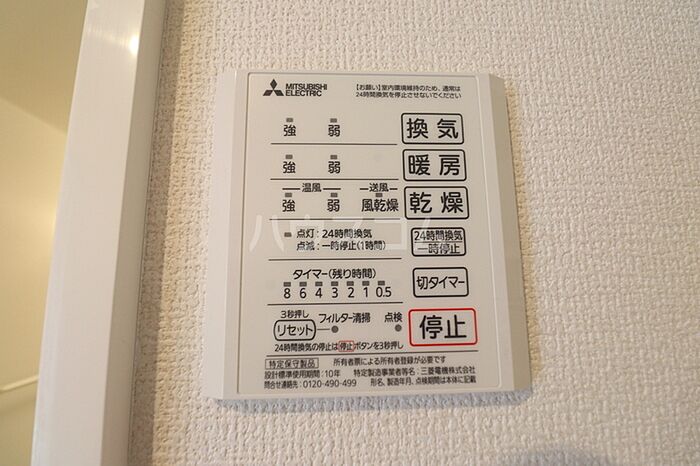 MITSUBISHI
ELECTRIC
【お願い】室内環境維持のため、通常は
24時間換気を停止させないでください
強 弱 換気
強 弱 暖房
温風 送風
強 弱 風乾燥 乾燥
点灯:24時間換気
点滅:一時停止(1時間)
24時間換気
一時停止
タイマー(残り時間)
8 6 4 3 2 1 0.5
切タイマー
3秒押し
リセット フィルター清掃 点検
停止
24時間換気の停止は停止ボタンを3秒押し
特定保守製品 所有者票による所有者登録が必要です
設計標準使用期間:10年 特定製造事業者等名:三菱電機株式会社
問合せ連絡先:0120-490-499 形名、製造年月、点検期間は本体に記載
ハウスコム